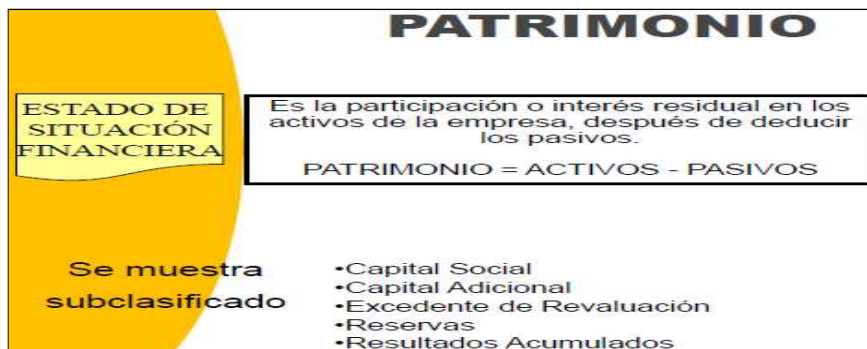 PATRIMONIO
ESTADO DE
SITUACIÓN
FINANCIERA
Es la participación o interés residual en los
activos de la empresa, después de deducir
los pasivos.
PATRIMONIO = ACTIVOS - PASIVOS
Se muestra
subclasificado
•Capital Social
•Capital Adicional
•Excedente de Revaluación
•Reservas
•Resultados Acumulados